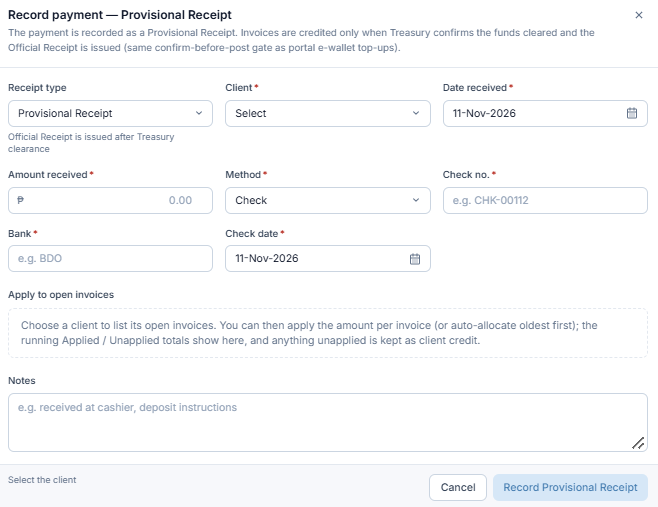 Record payment — Provisional Receipt
The payment is recorded as a Provisional Receipt. Invoices are credited only when Treasury confirms the funds cleared and the
Official Receipt is issued (same confirm-before-post gate as portal e-wallet top-ups).
Receipt type
Client *
Date received *
Provisional Receipt
Select
11-Nov-2026
Official Receipt is issued after Treasury
clearance
Amount received *
Method *
Check no. *
₱ 0.00
Check
e.g. CHK-00112
Bank *
Check date *
e.g. BDO
11-Nov-2026
Apply to open invoices
Choose a client to list its open invoices. You can then apply the amount per invoice (or auto-allocate oldest first); the
running Applied / Unapplied totals show here, and anything unapplied is kept as client credit.
Notes
e.g. received at cashier, deposit instructions
Select the client
Cancel
Record Provisional Receipt